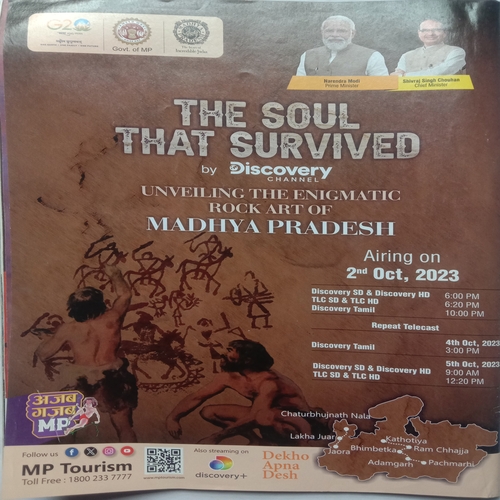 G20
Govt. of MP
Narendra Modi
Prime Minister
Shivraj Singh Chouhan
Chief Minister
THE SOUL
THAT SURVIVED
by Discovery
CHANNEL
UNVEILING THE ENIGMATIC
ROCK ART OF
MADHYA PRADESH
Airing on
2nd Oct, 2023
Discovery SD & Discovery HD 6:00 PM
TLC SD & TLC HD 6:20 PM
Discovery Tamil 10:00 PM
Repeat Telecast
Discovery Tamil 4th Oct, 2023
3:00 PM
Discovery SD & Discovery HD 5th Oct, 2023
9:00 AM
TLC SD & TLC HD 12:20 PM
अजब
गजब
MP
Chaturbhujnath Nala
Lakha Juar
Kathotiya
Jaora
Bhimbetka
Ram Chhajja
Adamgarh
Pachmarhi
Follow us
MP Tourism
Toll Free : 1800 233 7777
Also streaming on
discovery+
Dekho
Apna
Desh